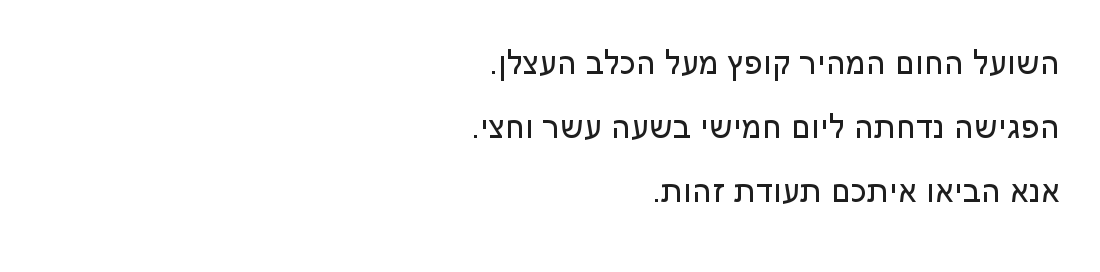 השועל החום המהיר קופץ מעל הכלב העצלן.
הפגישה נדחתה ליום חמישי בשעה עשר וחצי.
אנא הביאו איתכם תעודת זהות.